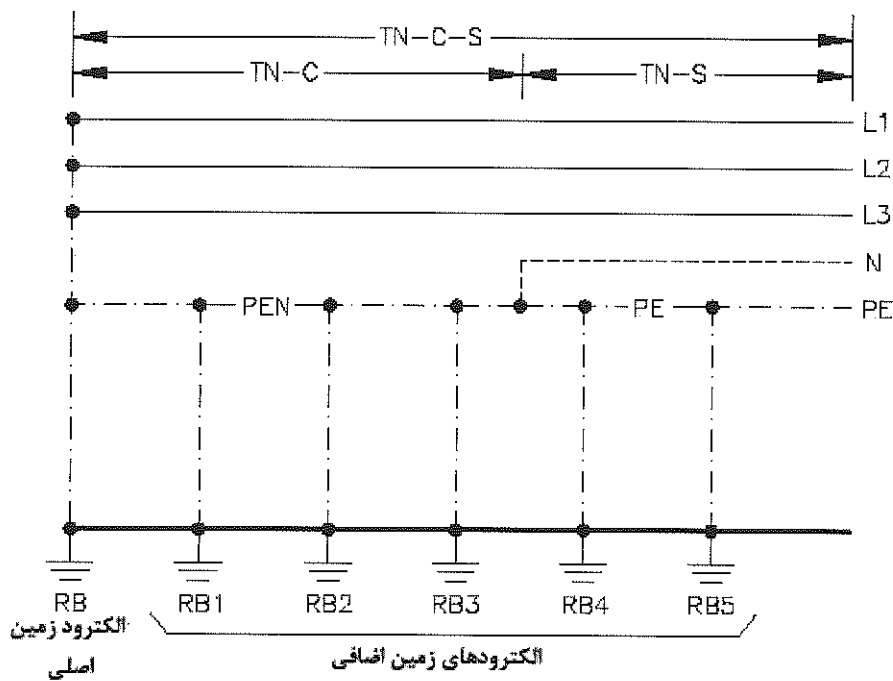 TN-C-S
TN-C TN-S
L1
L2
L3
N
PEN PE PE
RB RB1 RB2 RB3 RB4 RB5
الکترود زمین
اصلی
الکترودهای زمین اضافی